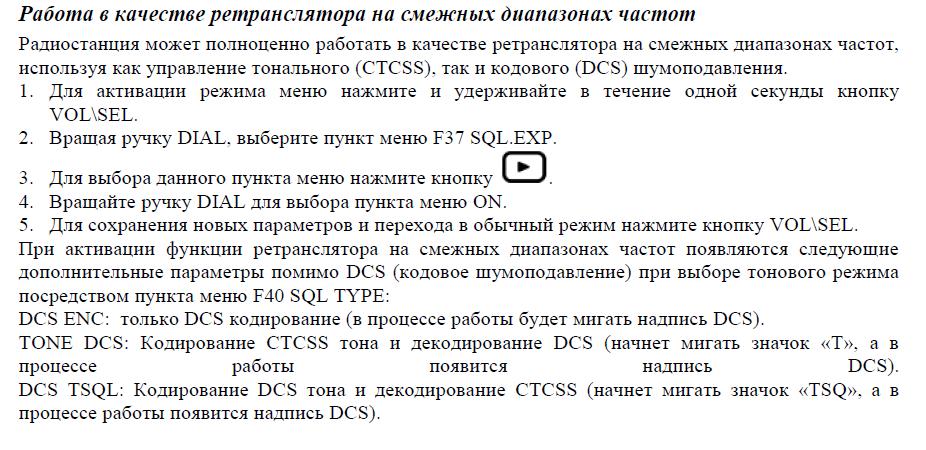 Работа в качестве ретранслятора на смежных диапазонах частот
Радиостанция может полноценно работать в качестве ретранслятора на смежных диапазонах частот,
используя как управление тонального (CTCSS), так и кодового (DCS) шумоподавления.
1. Для активации режима меню нажмите и удерживайте в течение одной секунды кнопку
VOL\SEL.
2. Вращая ручку DIAL, выберите пункт меню F37 SQL.EXP.
3. Для выбора данного пункта меню нажмите кнопку .
4. Вращайте ручку DIAL для выбора пункта меню ON.
5. Для сохранения новых параметров и перехода в обычный режим нажмите кнопку VOL\SEL.
При активации функции ретранслятора на смежных диапазонах частот появляются следующие
дополнительные параметры помимо DCS (кодовое шумоподавление) при выборе тонового режима
посредством пункта меню F40 SQL TYPE:
DCS ENC: только DCS кодирование (в процессе работы будет мигать надпись DCS).
TONE DCS: Кодирование CTCSS тона и декодирование DCS (начнет мигать значок «T», а в
процессе работы появится надпись DCS).
DCS TSQL: Кодирование DCS тона и декодирование CTCSS (начнет мигать значок «TSQ», а в
процессе работы появится надпись DCS).